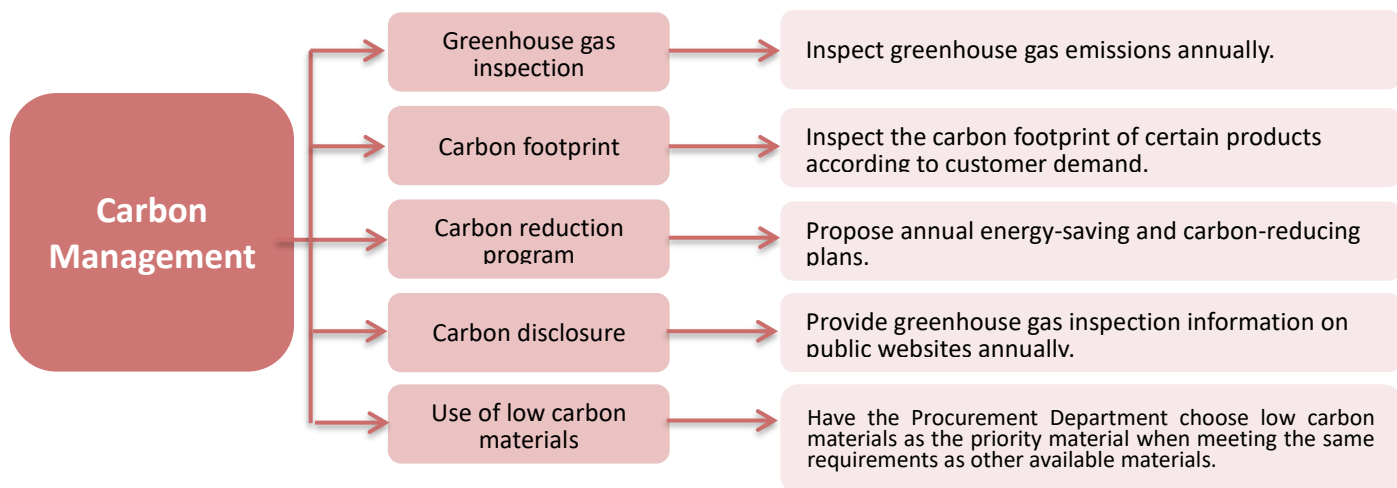 Greenhouse gas
inspection
Inspect greenhouse gas emissions annually.
Carbon footprint
Inspect the carbon footprint of certain products
according to customer demand.
Carbon
Management
Carbon reduction
program
Propose annual energy-saving and carbon-reducing
plans.
Carbon disclosure
Provide greenhouse gas inspection information on
public websites annually.
Use of low carbon
materials
Have the Procurement Department choose low carbon
materials as the priority material when meeting the same
requirements as other available materials.